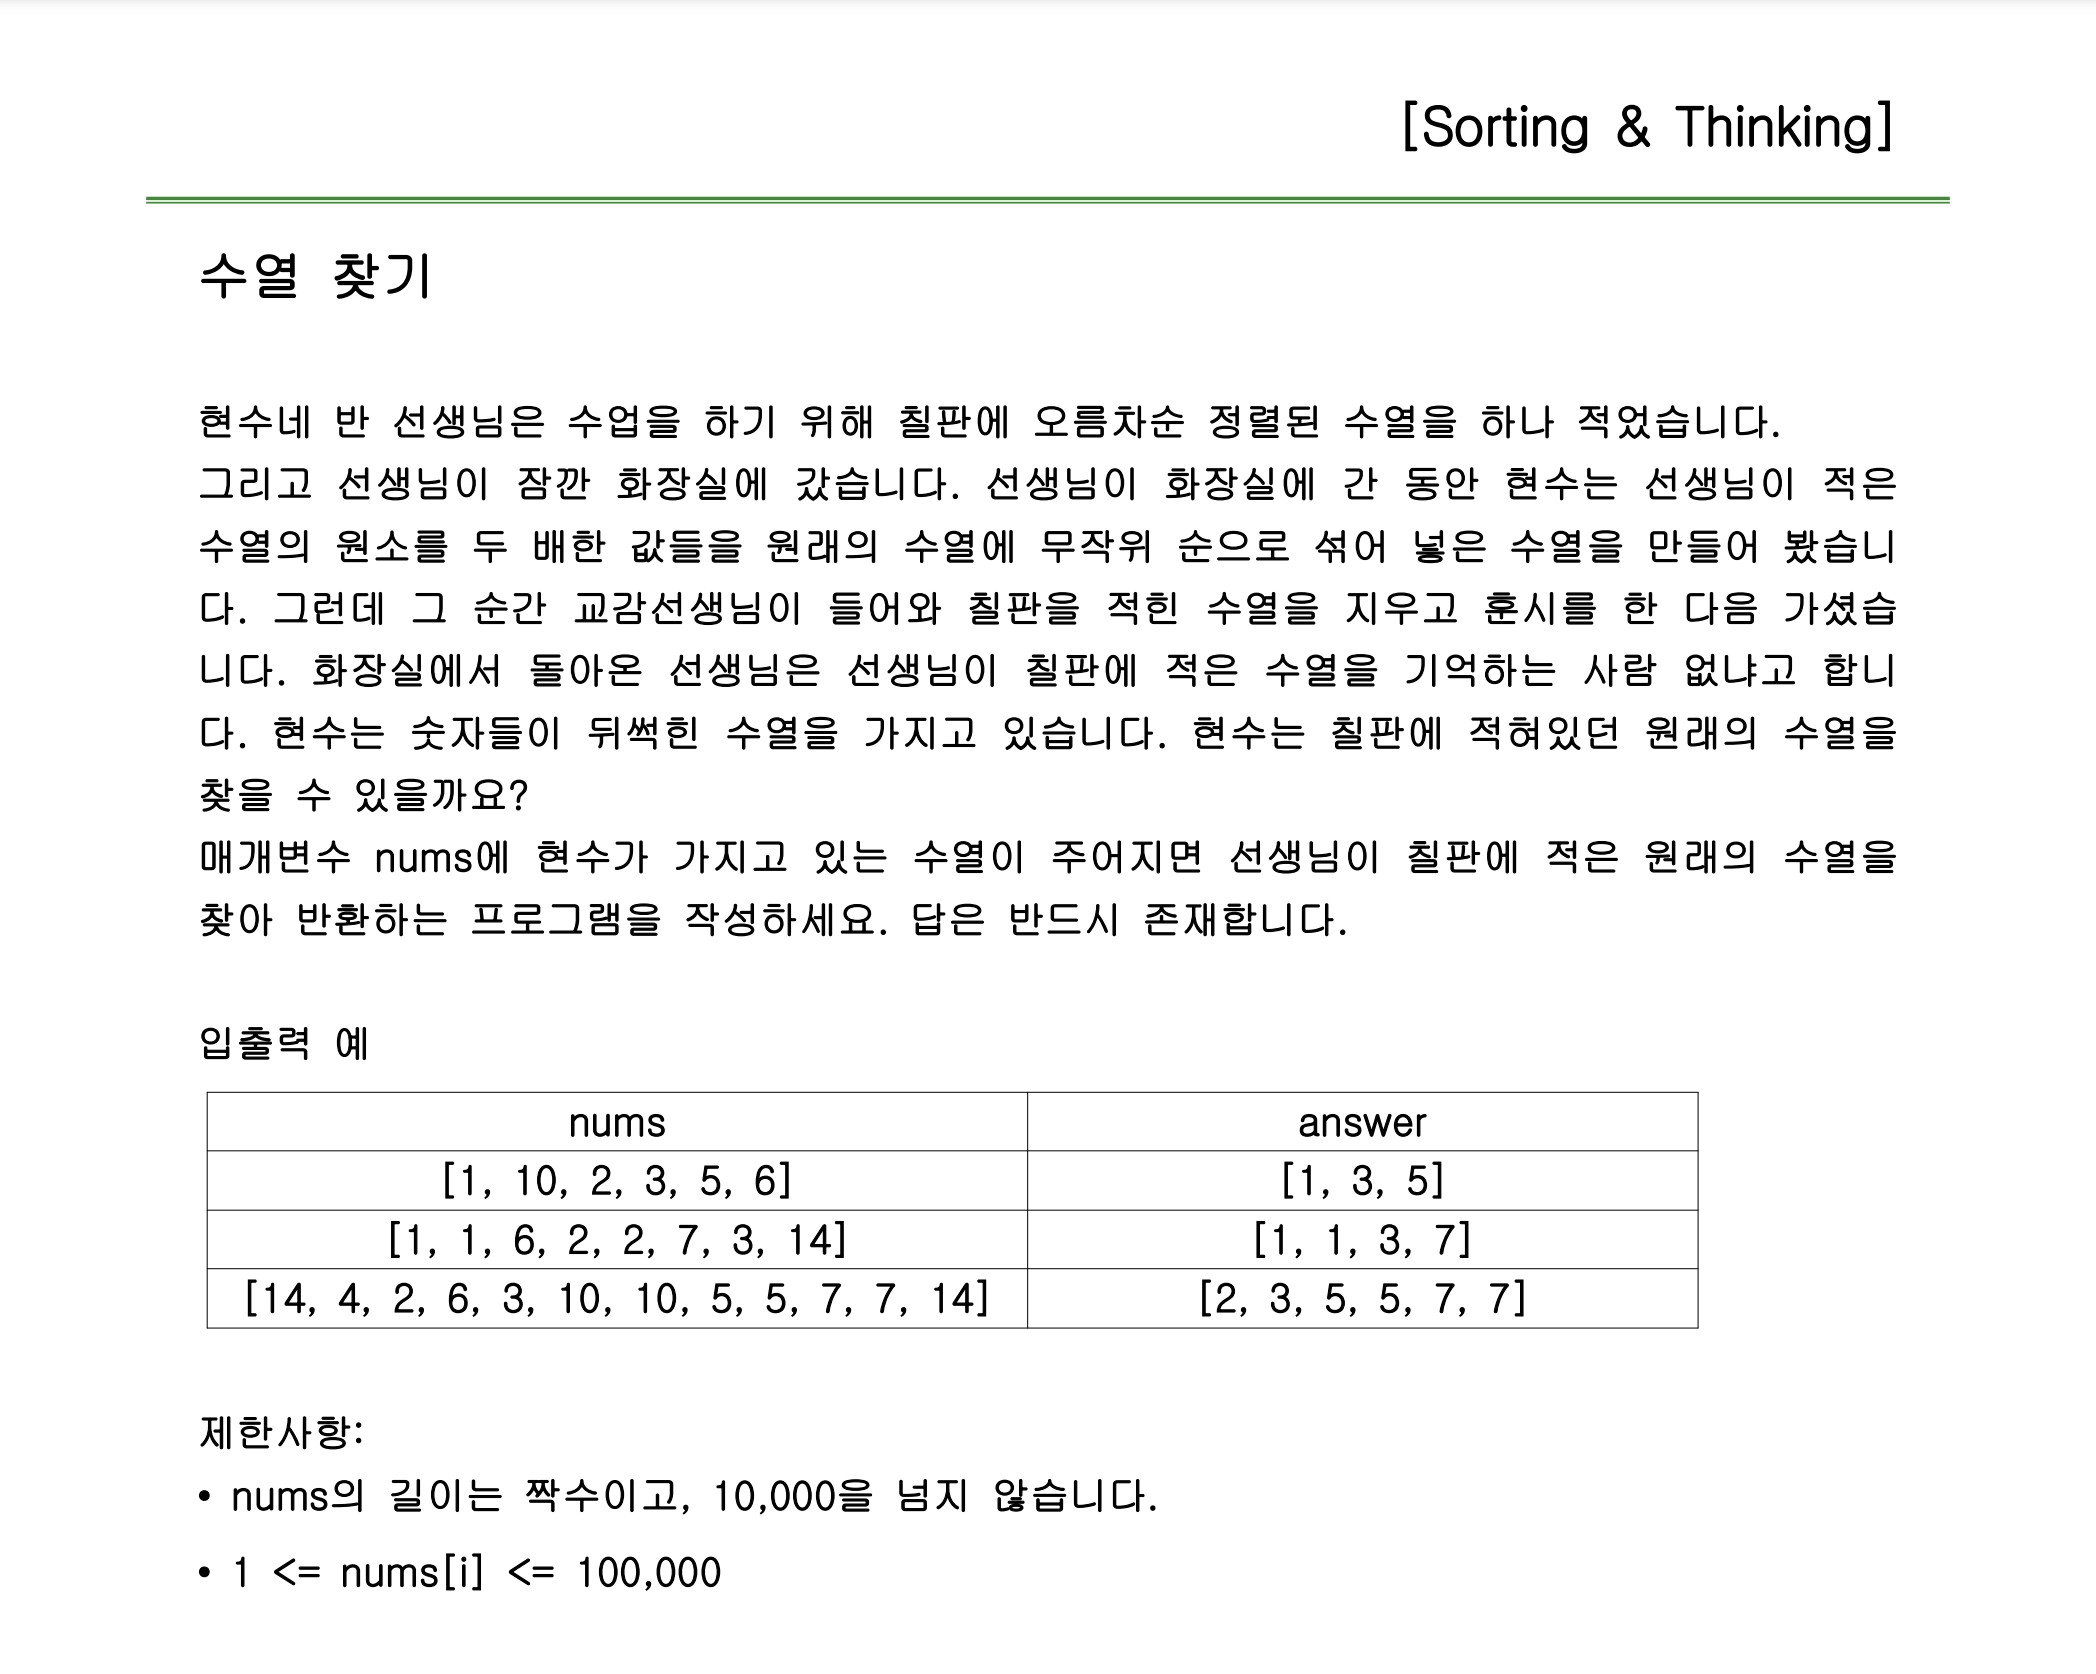 [Sorting & Thinking]
수열 찾기
현수네 반 선생님은 수업을 하기 위해 칠판에 오름차순 정렬된 수열을 하나 적었습니다.
그리고 선생님이 잠깐 화장실에 갔습니다. 선생님이 화장실에 간 동안 현수는 선생님이 적은
수열의 원소를 두 배한 값들을 원래의 수열에 무작위 순으로 섞어 넣은 수열을 만들어 봤습니
다. 그런데 그 순간 교감선생님이 들어와 칠판을 적힌 수열을 지우고 훈시를 한 다음 가셨습
니다. 화장실에서 돌아온 선생님은 선생님이 칠판에 적은 수열을 기억하는 사람 없냐고 합니
다. 현수는 숫자들이 뒤썩힌 수열을 가지고 있습니다. 현수는 칠판에 적혀있던 원래의 수열을
찾을 수 있을까요?
매개변수 nums에 현수가 가지고 있는 수열이 주어지면 선생님이 칠판에 적은 원래의 수열을
찾아 반환하는 프로그램을 작성하세요. 답은 반드시 존재합니다.
입출력 예
nums answer
[1, 10, 2, 3, 5, 6] [1, 3, 5]
[1, 1, 6, 2, 2, 7, 3, 14] [1, 1, 3, 7]
[14, 4, 2, 6, 3, 10, 10, 5, 5, 7, 7, 14] [2, 3, 5, 5, 7, 7]
제한사항:
• nums의 길이는 짝수이고, 10,000을 넘지 않습니다.
• 1 <= nums[i] <= 100,000